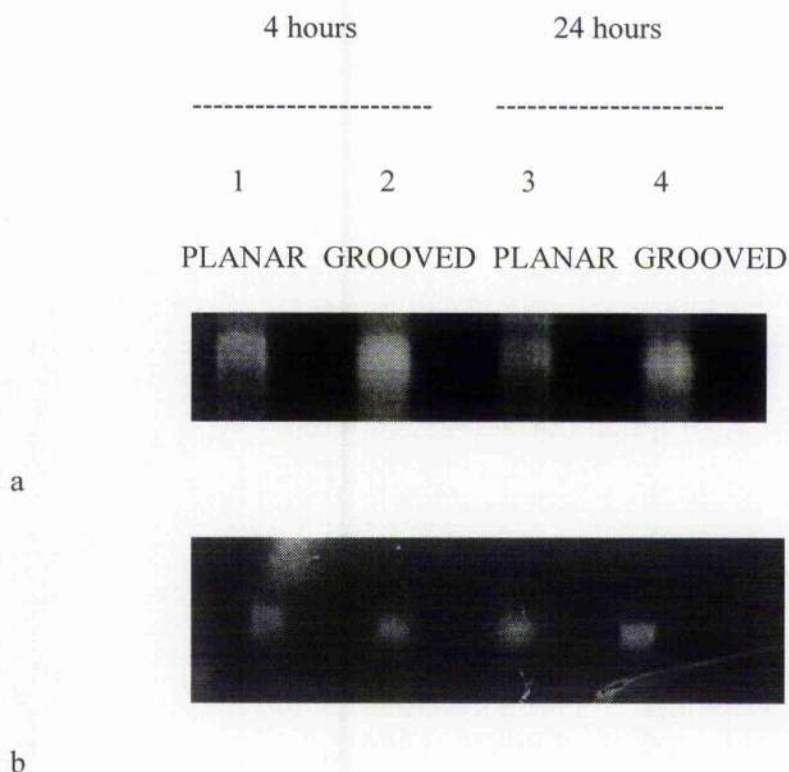 4 hours 24 hours
------------------------ -----------------------
1 2 3 4
PLANAR GROOVED PLANAR GROOVED
a
b